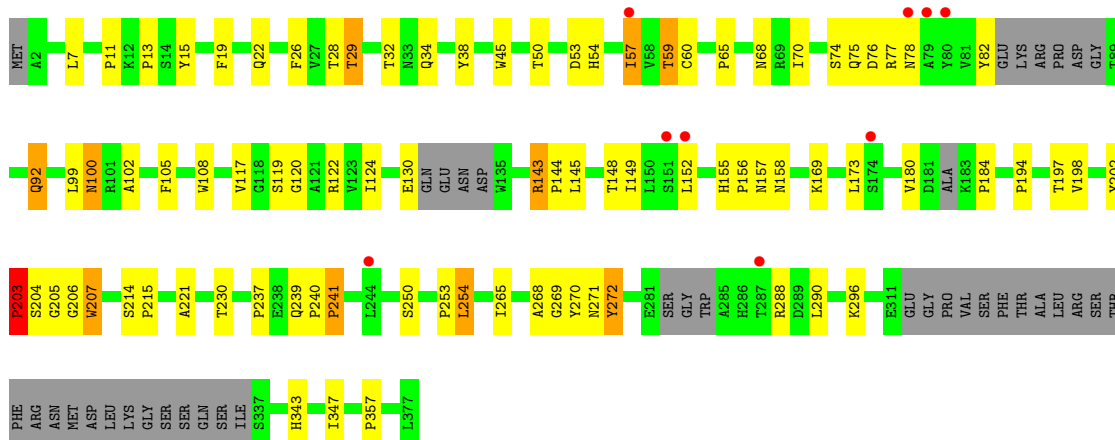 MET A2 L7 P11 K12 P13 S14 Y15 F19 Q22 F26 V27 T28 T29 T32 N33 Q34 Y38 W45 T50 D53 H54 I57 V58 T59 C60 P65 N68 R69 I70 S74 Q75 D76 R77 N78 A79 Y80 V81 Y82 GLU LYS ARG PRO ASP GLY T89
Q92 L99 N100 R101 A102 F105 W108 V117 G118 S119 G120 A121 R122 V123 I124 E130 GLN GLU ASN ASP W135 R143 P144 L145 T148 I149 L150 S151 L152 H155 P156 N157 N158 K169 L173 S174 V180 D181 ALA K183 P184 P194 T197 V198 Y202
P203 S204 G205 G206 W207 S214 P215 A221 T230 P237 E238 Q239 P240 P241 L244 S250 P253 L254 I265 A268 G269 Y270 N271 Y272 E281 SER GLY TRP A285 H286 T287 R288 D289 L290 K296 E311 GLU GLY PRO VAL SER PHE THR ALA LEU ARG SER THR
PHE ARG ASN MET ASP LEU LYS GLY SER SER GLN SER ILE S337 H343 I347 P357 L377